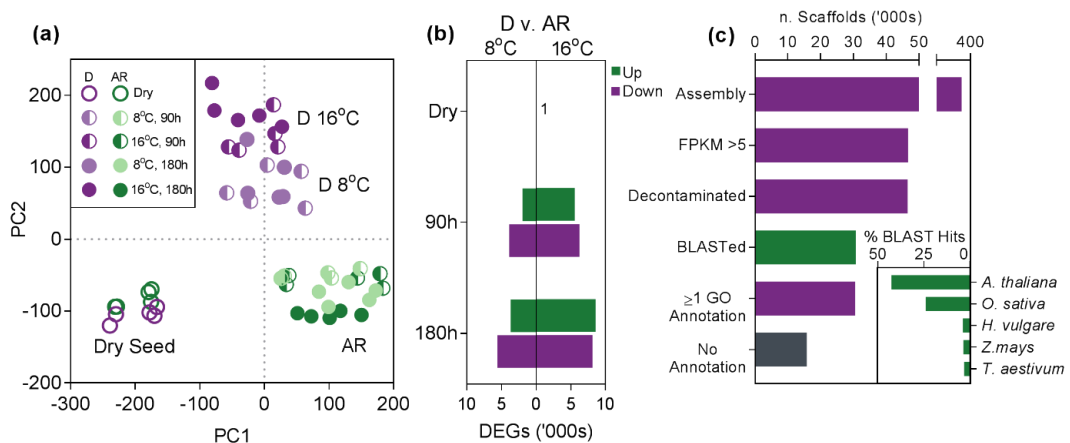 (a)
D AR
Dry
8°C, 90h
16°C, 90h
8°C, 180h
16°C, 180h
D 16°C
D 8°C
Dry Seed
AR
PC2
200
100
0
-100
-200
-300 -200 -100 0 100 200
PC1
(b)
D v. AR
8°C 16°C
Up
Down
Dry
1
90h
180h
10 5 0 5 10
DEGs ('000s)
(c)
n. Scaffolds ('000s)
0 10 20 30 40 50 400
Assembly
FPKM >5
Decontaminated
BLASTed
≥1 GO
Annotation
No
Annotation
% BLAST Hits
50 25 0
A. thaliana
O. sativa
H. vulgare
Z.mays
T. aestivum